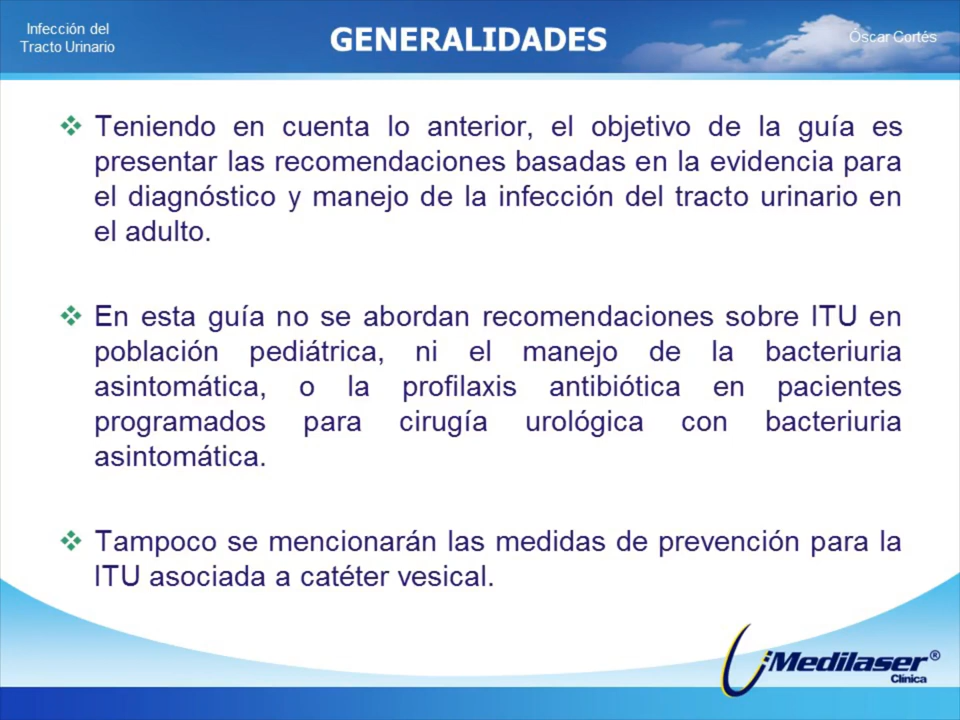 Infección del
Tracto Urinario
GENERALIDADES
Óscar Cortés
Teniendo en cuenta lo anterior, el objetivo de la guía es
presentar las recomendaciones basadas en la evidencia para
el diagnóstico y manejo de la infección del tracto urinario en
el adulto.
En esta guía no se abordan recomendaciones sobre ITU en
población pediátrica, ni el manejo de la bacteriuria
asintomática, o la profilaxis antibiótica en pacientes
programados para cirugía urológica con bacteriuria
asintomática.
Tampoco se mencionarán las medidas de prevención para la
ITU asociada a catéter vesical.
Medilaser®
Clínica